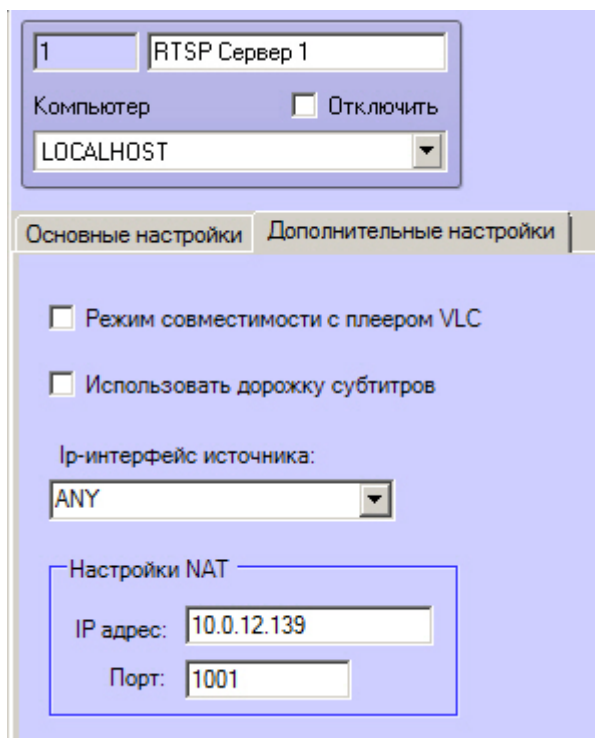 1 RTSP Сервер 1
Компьютер Отключить
LOCALHOST
Основные настройки Дополнительные настройки
Режим совместимости с плеером VLC
Использовать дорожку субтитров
Ip-интерфейс источника:
ANY
Настройки NAT
IP адрес: 10.0.12.139
Порт: 1001